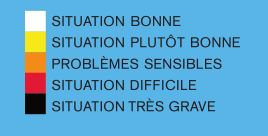 SITUATION BONNE
SITUATION PLUTÔT BONNE
PROBLÈMES SENSIBLES
SITUATION DIFFICILE
SITUATION TRÈS GRAVE